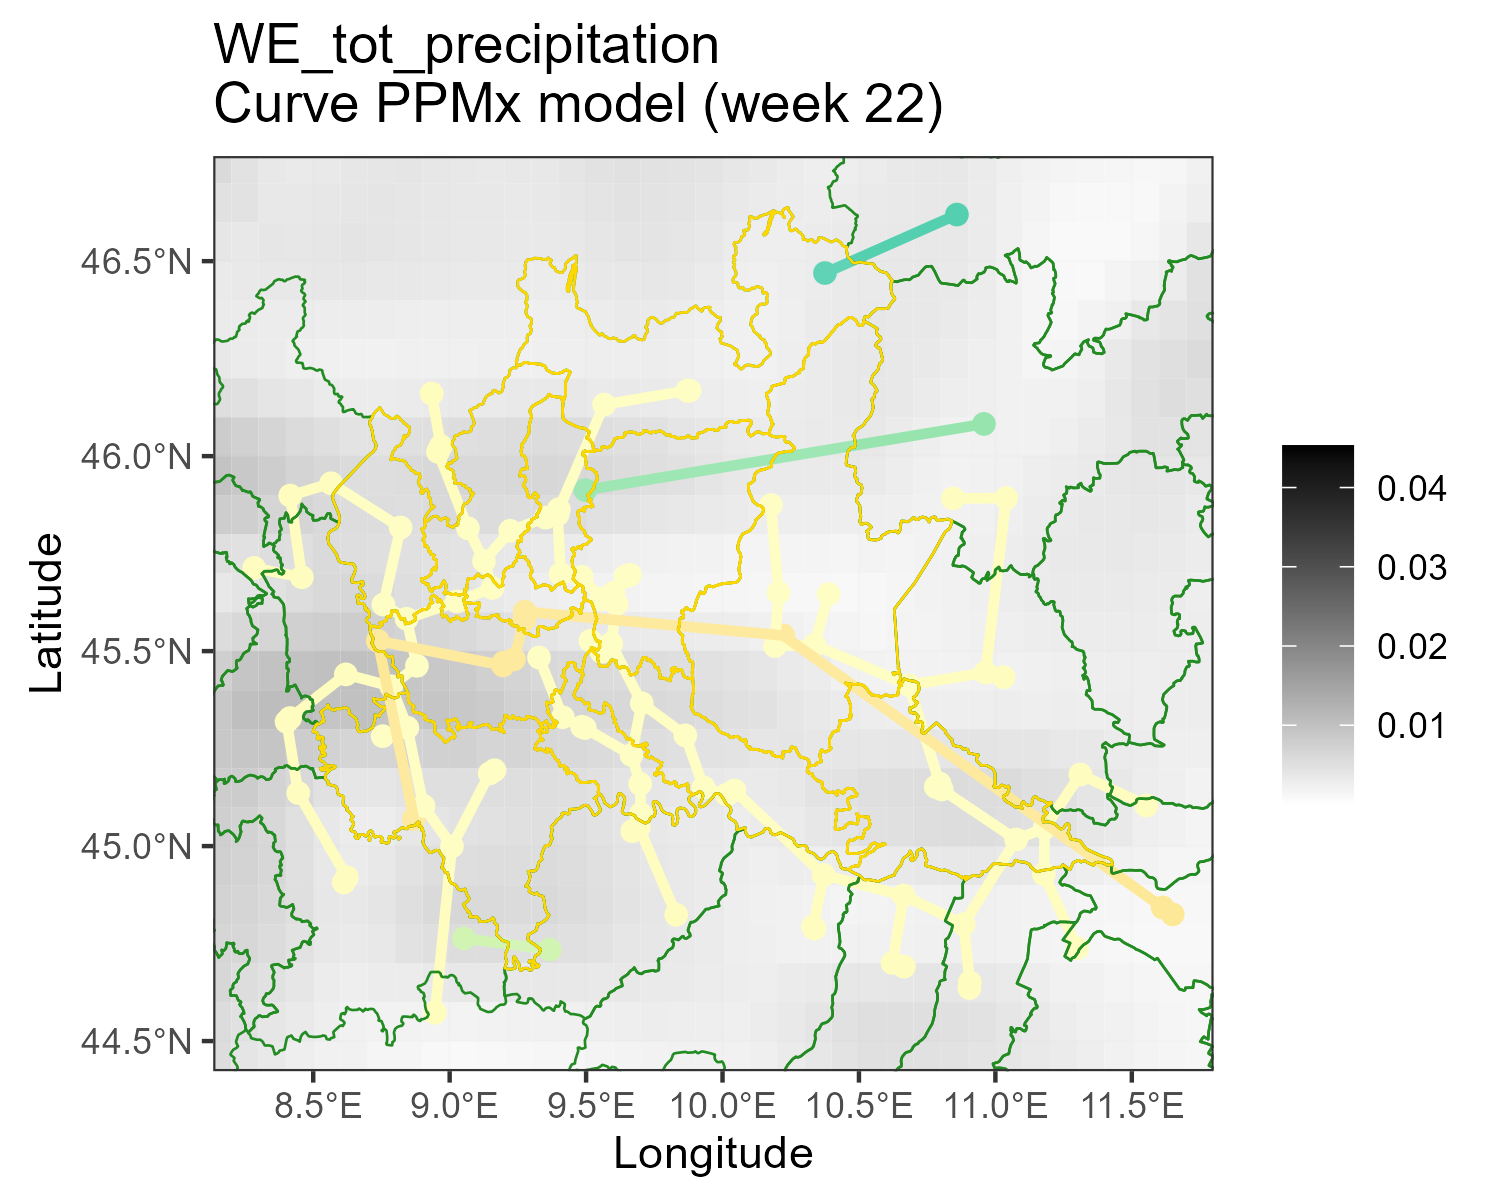 WE_tot_precipitation
Curve PPMx model (week 22)
46.5°N
46.0°N
45.5°N
45.0°N
44.5°N
Latitude
8.5°E 9.0°E 9.5°E 10.0°E 10.5°E 11.0°E 11.5°E
Longitude
0.04
0.03
0.02
0.01